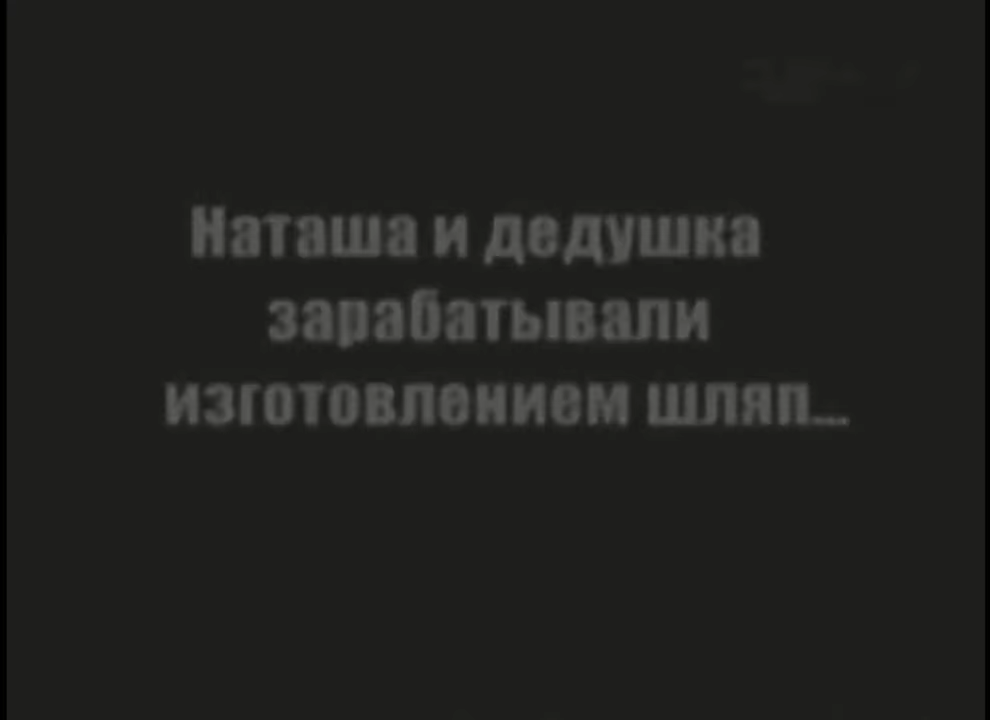 Наташа и дедушка
зарабатывали
изготовлением шляп...